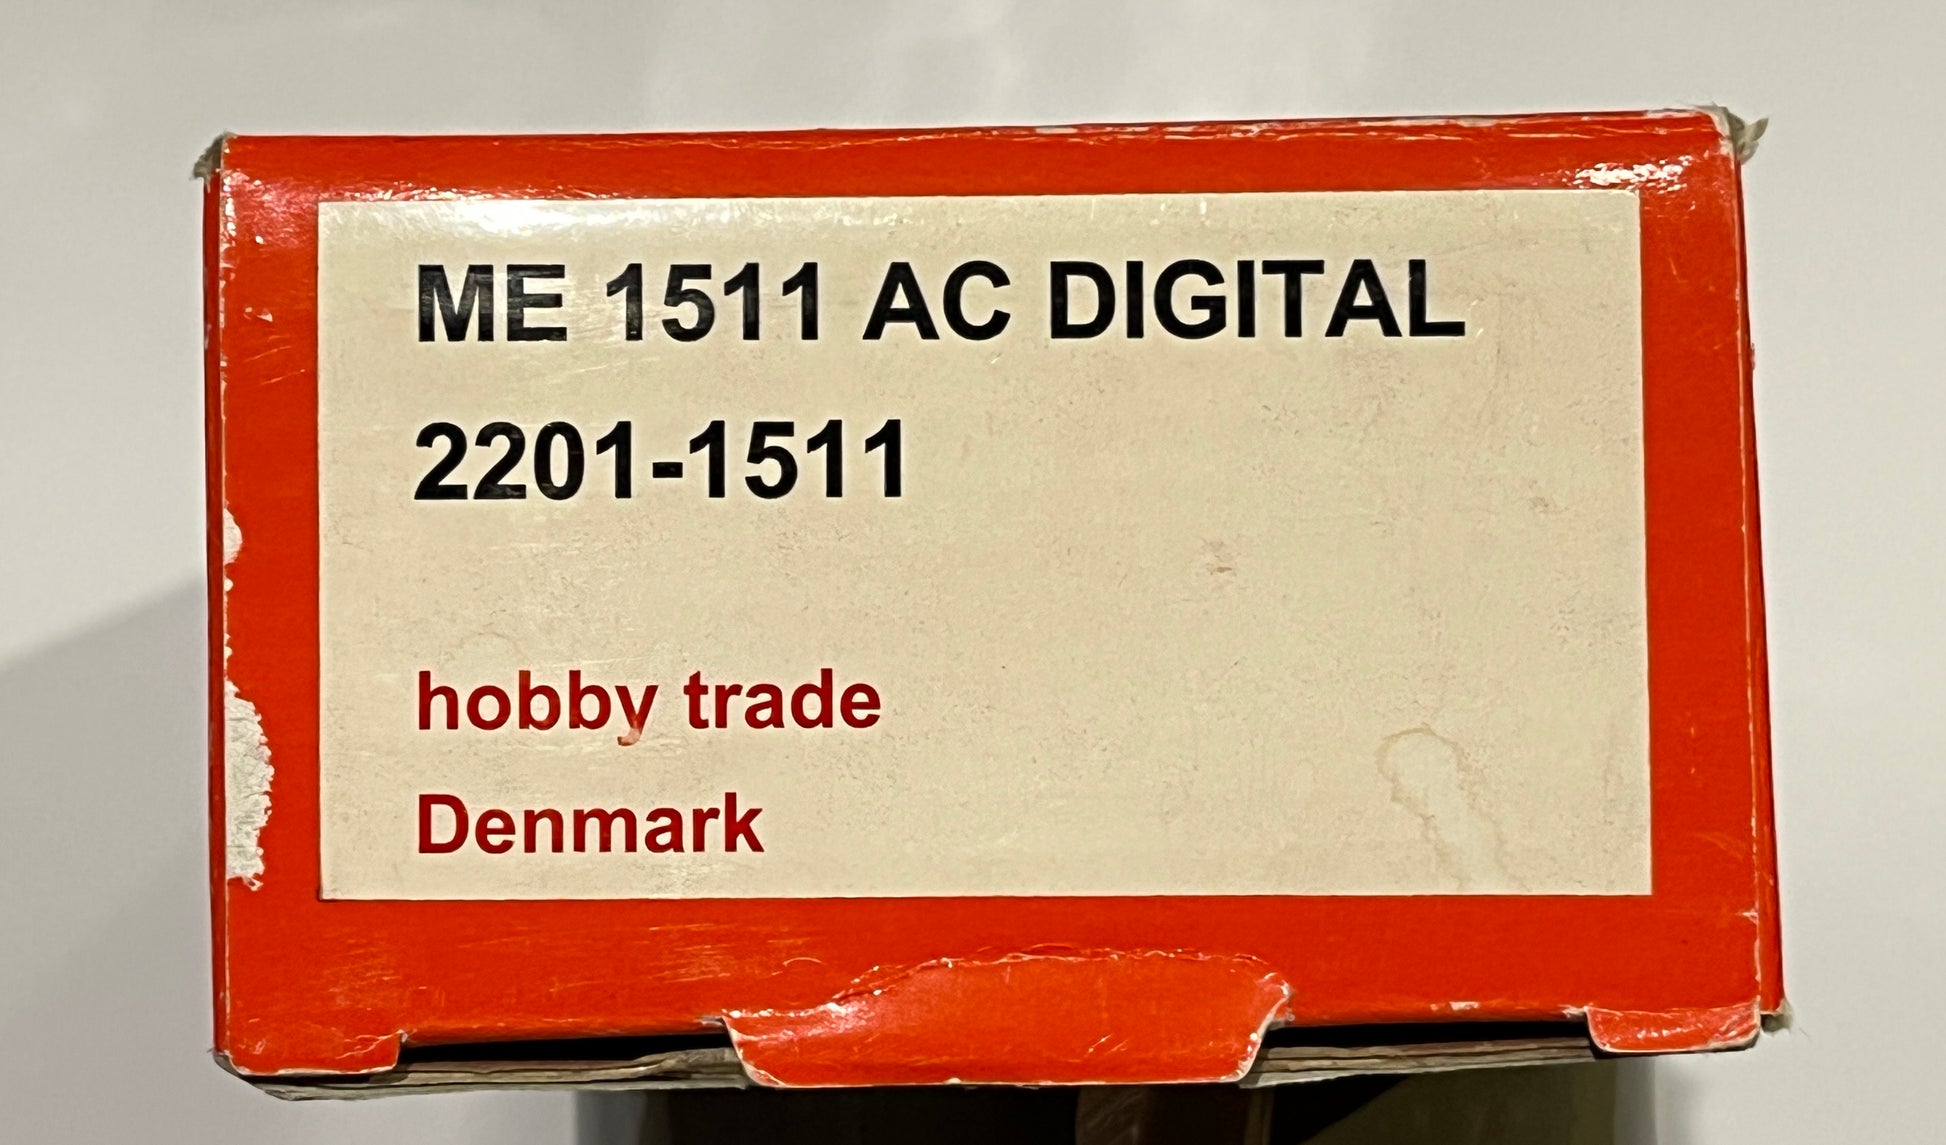 ME 1511 AC DIGITAL
2201-1511
hobby trade
Denmark